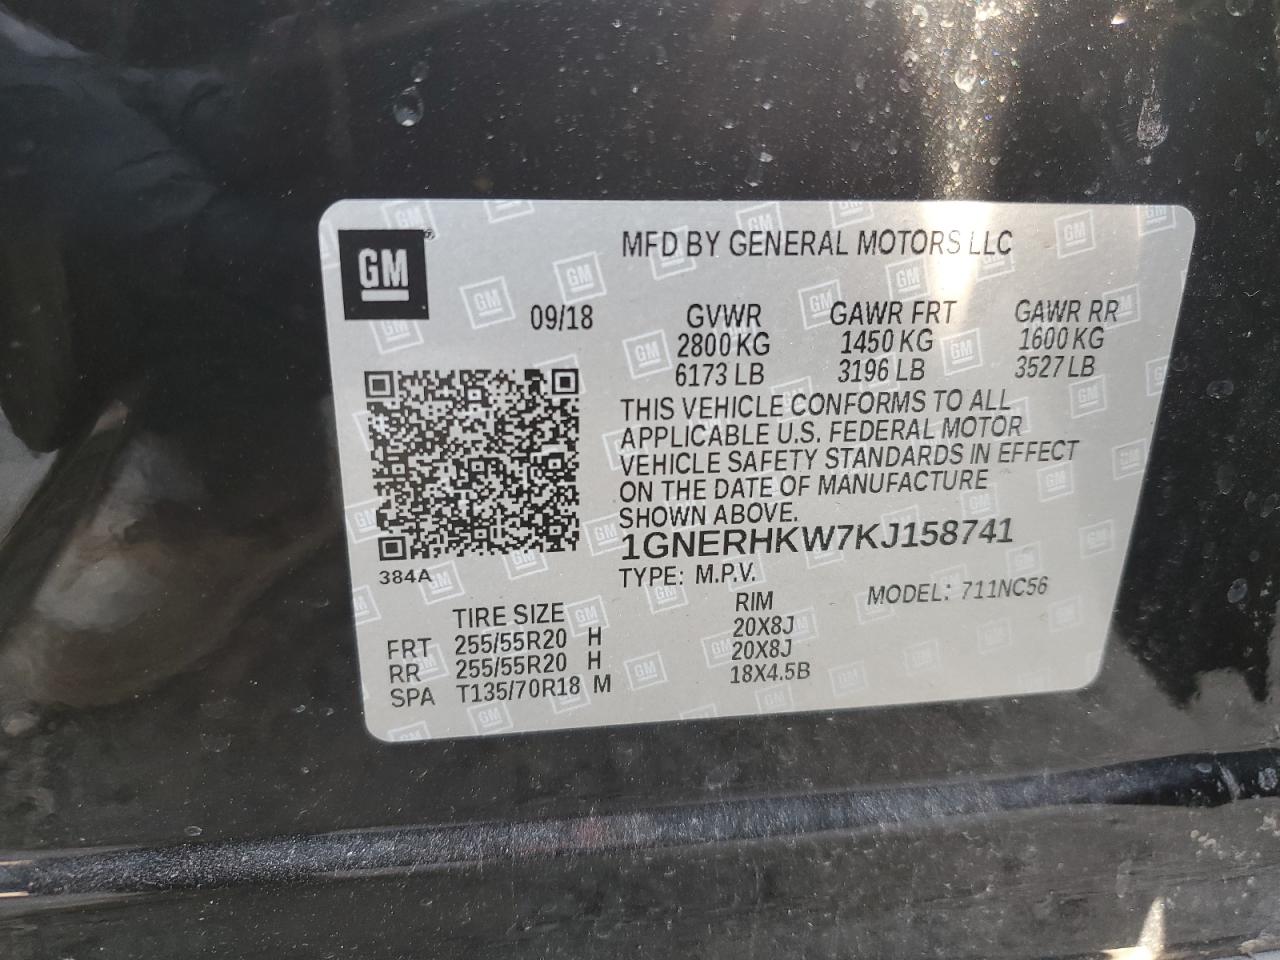 GM®
MFD BY GENERAL MOTORS LLC
09/18 GVWR GAWR FRT GAWR RR
2800 KG 1450 KG 1600 KG
6173 LB 3196 LB 3527 LB
THIS VEHICLE CONFORMS TO ALL
APPLICABLE U.S. FEDERAL MOTOR
VEHICLE SAFETY STANDARDS IN EFFECT
ON THE DATE OF MANUFACTURE
SHOWN ABOVE.
1GNERHKW7KJ158741
384A
TYPE: M.P.V. MODEL: 711NC56
TIRE SIZE RIM
FRT 255/55R20 H 20X8J
RR 255/55R20 H 20X8J
SPA T135/70R18 M 18X4.5B